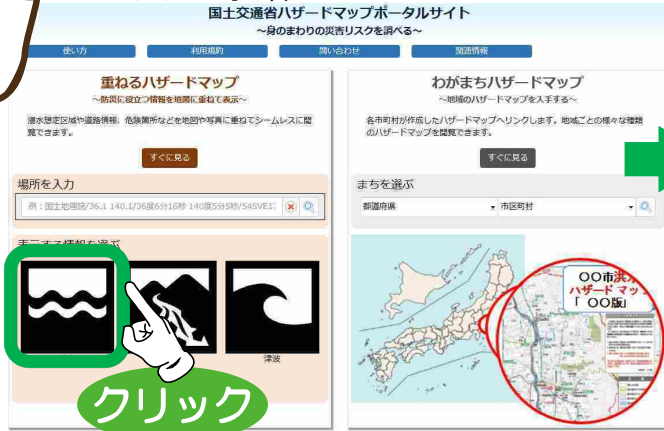 国土交通省ハザードマップポータルサイト
～身のまわりの災害リスクを調べる～
使い方
利用規約
問い合わせ
関連情報
重ねるハザードマップ
～防災に役立つ情報を地図に重ねて表示～
浸水想定区域や道路情報、危険箇所などを地図や写真に重ねてシームレスに閲
覧できます。
すぐに見る
場所を入力
例：国土地理院/36.1 140.1/36度6分16秒 140度5分5秒/54SVE1
表示する情報を選ぶ
津波
クリック
わがまちハザードマップ
～地域のハザードマップを入手する～
各市町村が作成したハザードマップへリンクします。地域ごとの様々な種類
のハザードマップを閲覧できます。
すぐに見る
まちを選ぶ
都道府県
市区町村
〇〇市洪水
ハザードマップ
「 〇〇版」